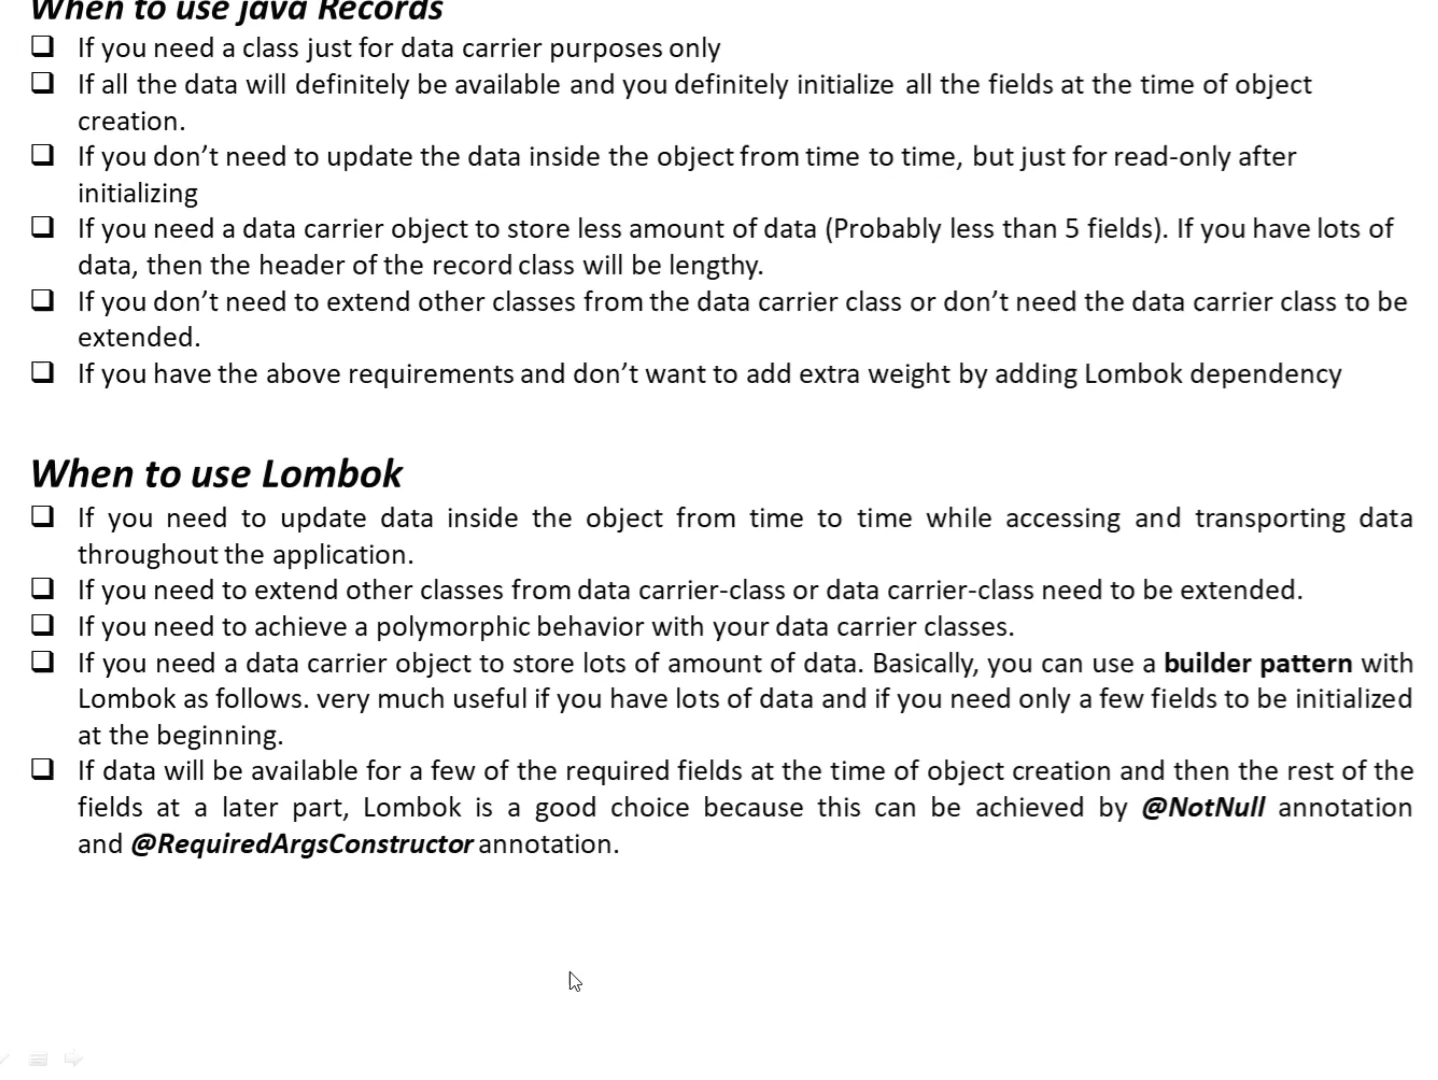 When to use java Records
❑ If you need a class just for data carrier purposes only
❑ If all the data will definitely be available and you definitely initialize all the fields at the time of object
creation.
❑ If you don’t need to update the data inside the object from time to time, but just for read-only after
initializing
❑ If you need a data carrier object to store less amount of data (Probably less than 5 fields). If you have lots of
data, then the header of the record class will be lengthy.
❑ If you don’t need to extend other classes from the data carrier class or don’t need the data carrier class to be
extended.
❑ If you have the above requirements and don’t want to add extra weight by adding Lombok dependency
When to use Lombok
❑ If you need to update data inside the object from time to time while accessing and transporting data
throughout the application.
❑ If you need to extend other classes from data carrier-class or data carrier-class need to be extended.
❑ If you need to achieve a polymorphic behavior with your data carrier classes.
❑ If you need a data carrier object to store lots of amount of data. Basically, you can use a builder pattern with
Lombok as follows. very much useful if you have lots of data and if you need only a few fields to be initialized
at the beginning.
❑ If data will be available for a few of the required fields at the time of object creation and then the rest of the
fields at a later part, Lombok is a good choice because this can be achieved by @NotNull annotation
and @RequiredArgsConstructor annotation.